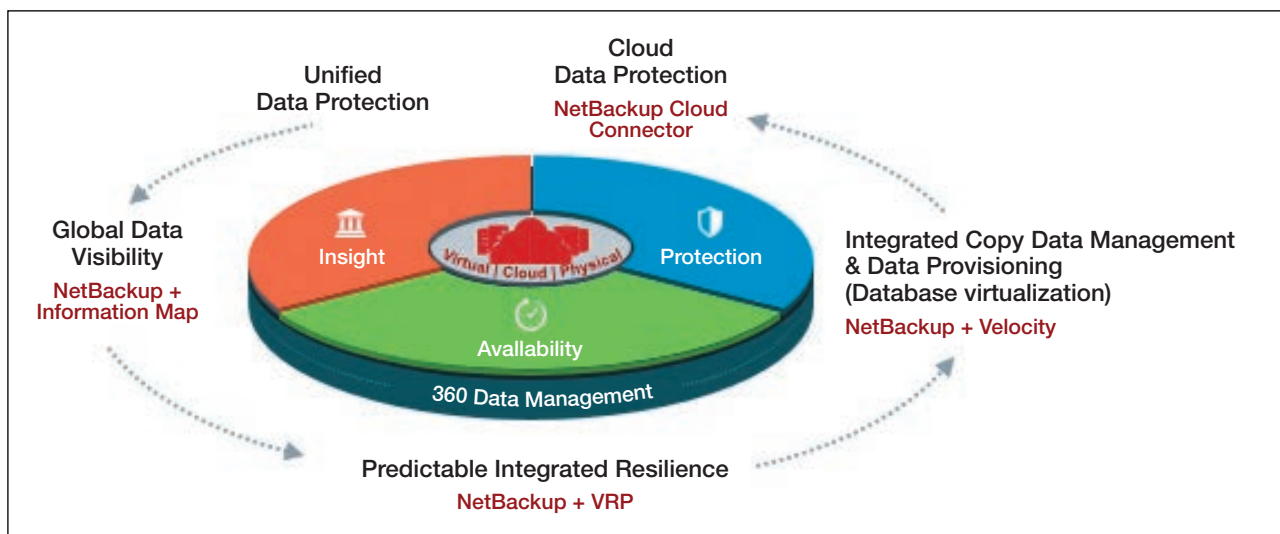 Unified
Data Protection
Cloud
Data Protection
NetBackup Cloud
Connector
Global Data
Visibility
NetBackup +
Information Map
Insight
Virtual | Cloud | Physical
Protection
Integrated Copy Data Management
& Data Provisioning
(Database virtualization)
NetBackup + Velocity
Avallability
360 Data Management
Predictable Integrated Resilience
NetBackup + VRP